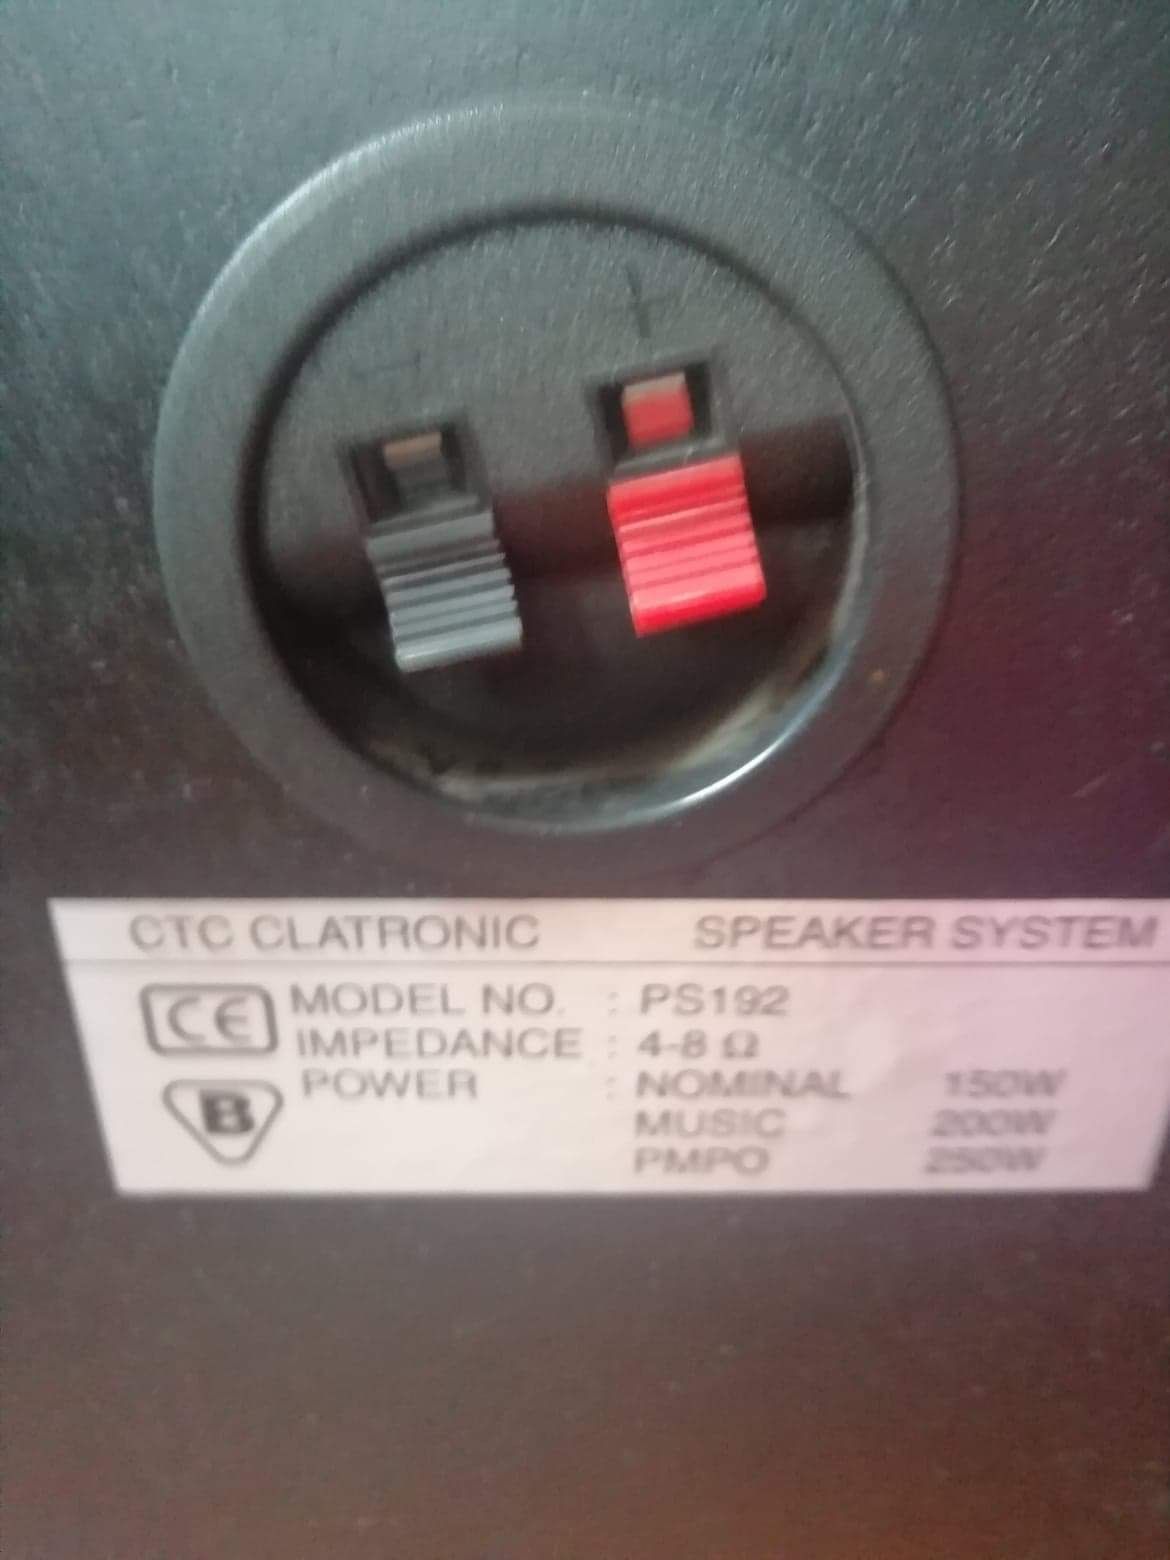 - +
CTC CLATRONIC SPEAKER SYSTEM
CE MODEL NO. : PS192
IMPEDANCE : 4-8 Ω
B POWER : NOMINAL 150W
MUSIC 200W
PMPO 250W